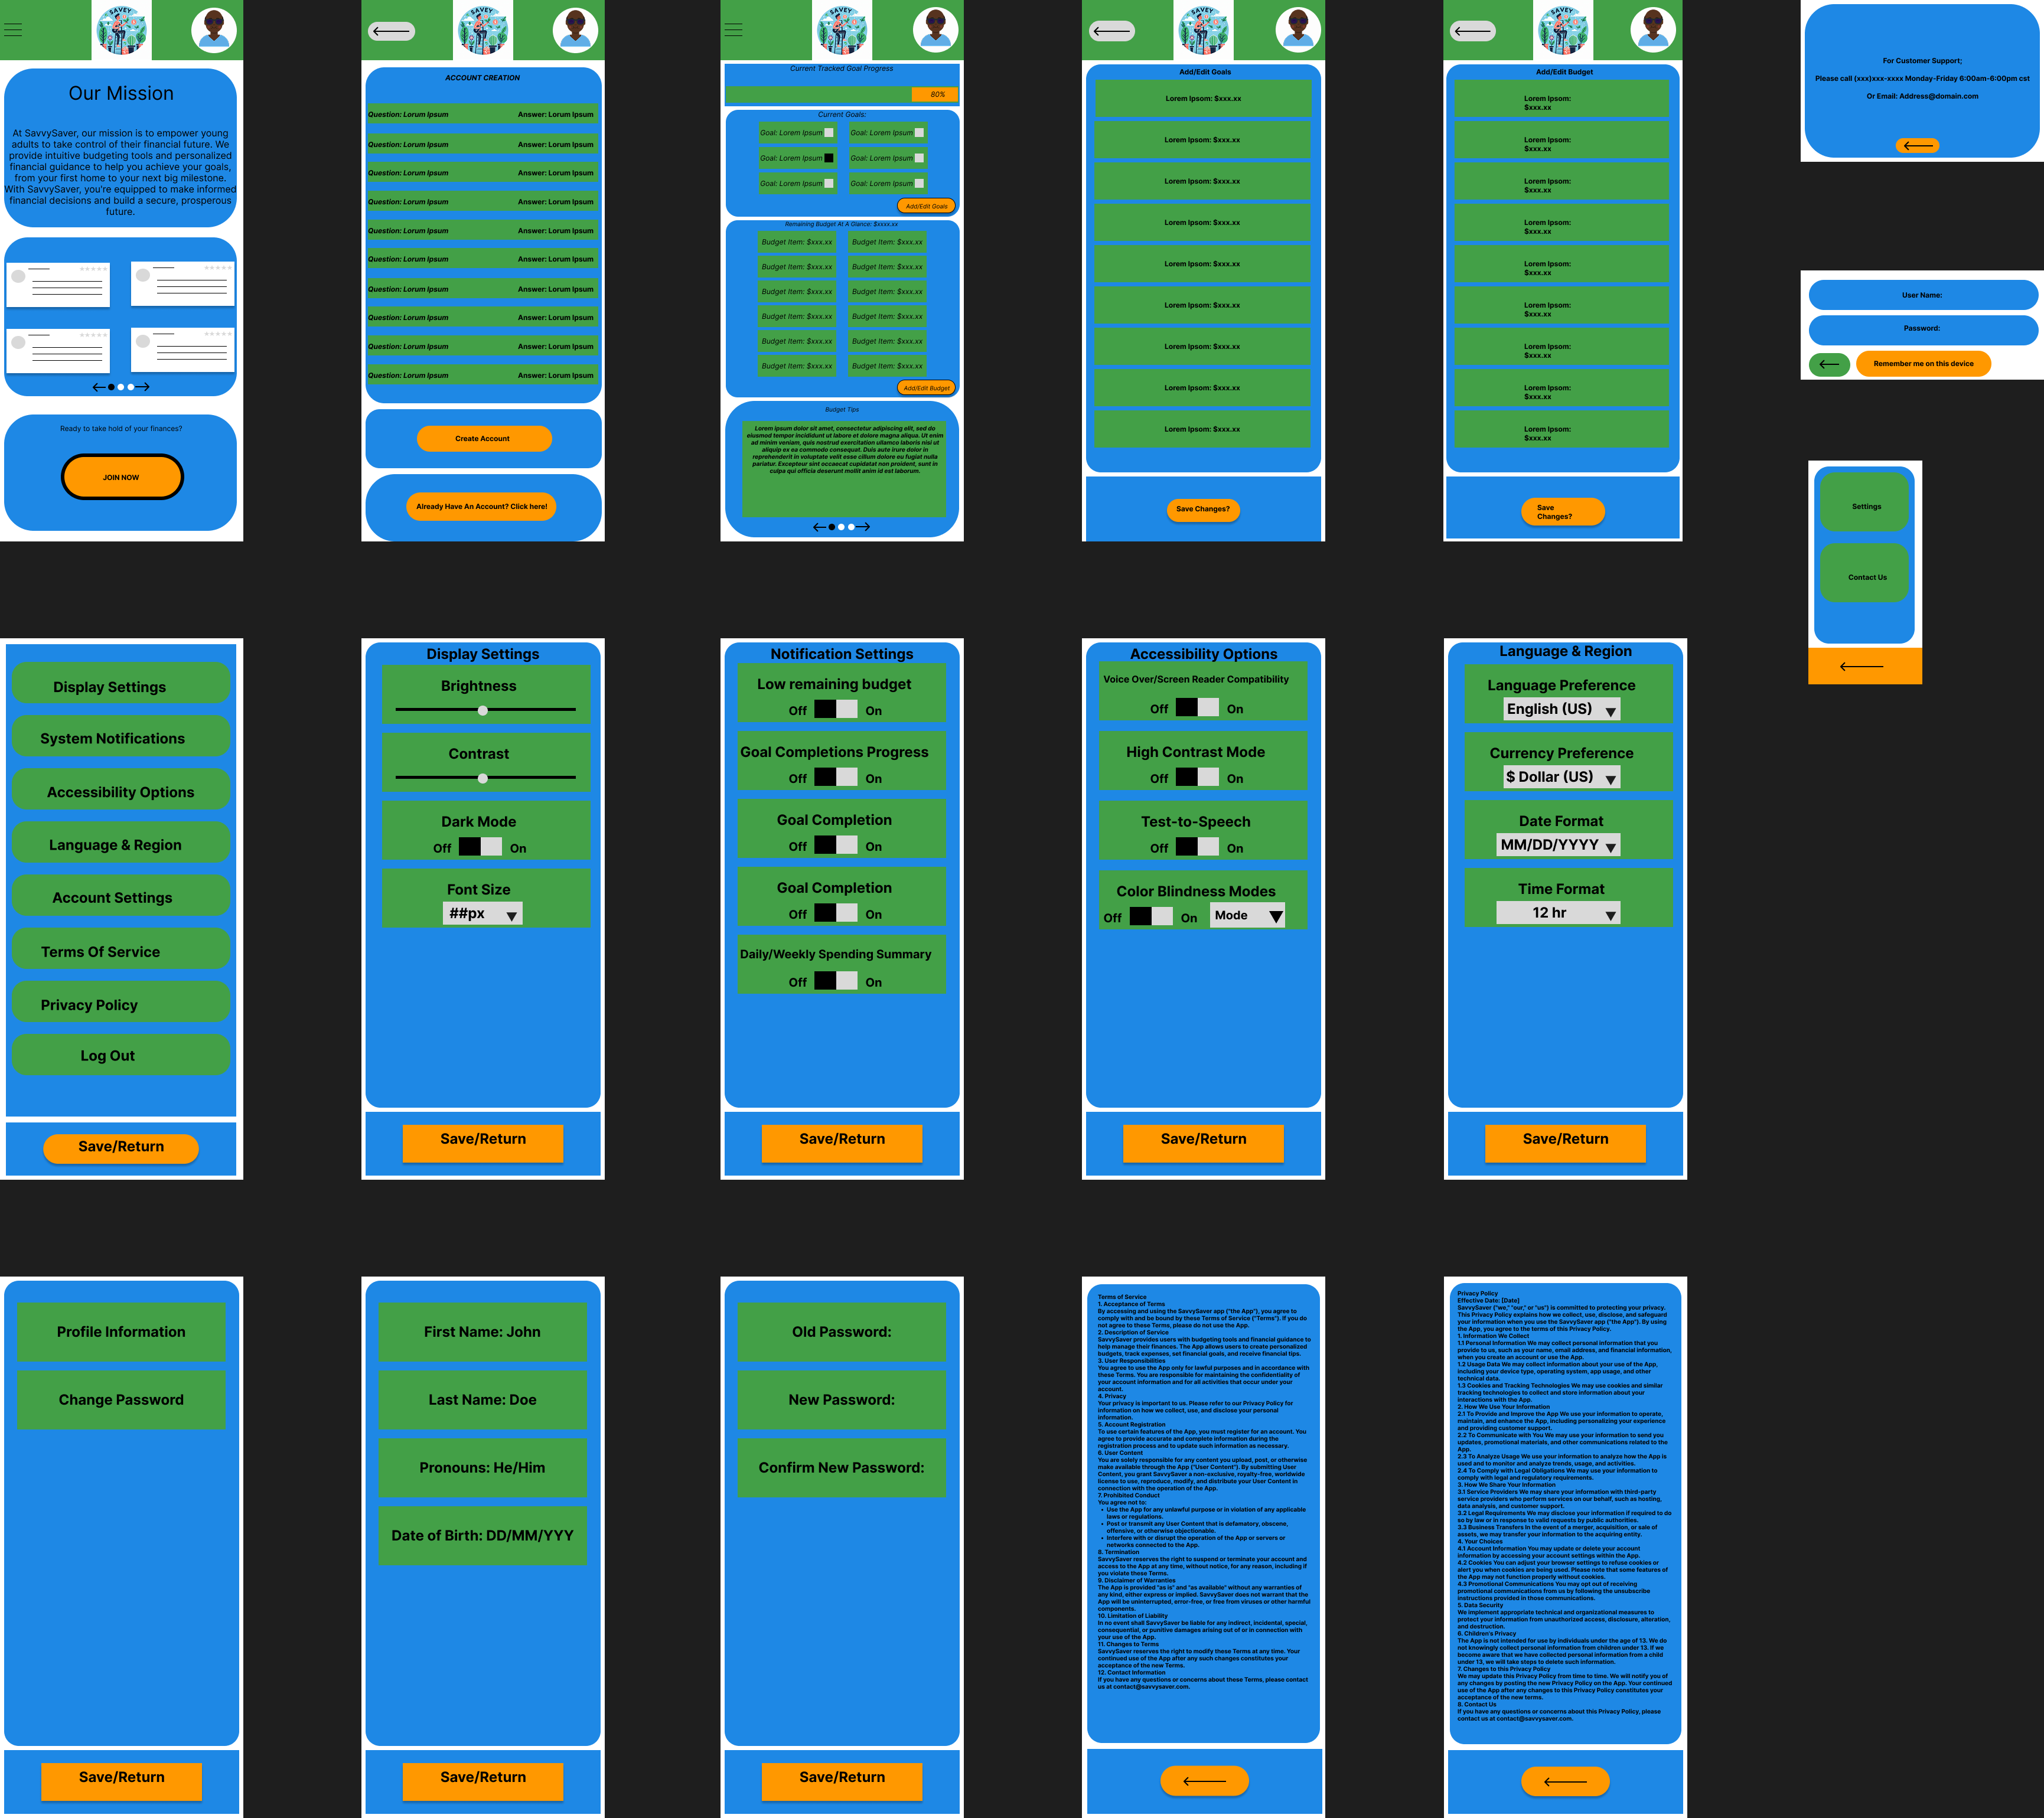 SAVEY
Our Mission
At SavvySaver, our mission is to empower young
adults to take control of their financial future. We
provide intuitive budgeting tools and personalized
financial guidance to help you achieve your goals,
from your first home to your next big milestone.
With SavvySaver, you're equipped to make informed
financial decisions and build a secure, prosperous
future.
Ready to take hold of your finances?
JOIN NOW
SAVEY
ACCOUNT CREATION
Question: Lorum Ipsum Answer: Lorum Ipsum
Question: Lorum Ipsum Answer: Lorum Ipsum
Question: Lorum Ipsum Answer: Lorum Ipsum
Question: Lorum Ipsum Answer: Lorum Ipsum
Question: Lorum Ipsum Answer: Lorum Ipsum
Question: Lorum Ipsum Answer: Lorum Ipsum
Question: Lorum Ipsum Answer: Lorum Ipsum
Question: Lorum Ipsum Answer: Lorum Ipsum
Question: Lorum Ipsum Answer: Lorum Ipsum
Question: Lorum Ipsum Answer: Lorum Ipsum
Create Account
Already Have An Account? Click here!
SAVEY
Current Tracked Goal Progress
80%
Current Goals:
Goal: Lorem Ipsum Goal: Lorem Ipsum
Goal: Lorem Ipsum Goal: Lorem Ipsum
Goal: Lorem Ipsum Goal: Lorem Ipsum
Add/Edit Goals
Remaining Budget At A Glance: $xxxx.xx
Budget Item: $xxx.xx Budget Item: $xxx.xx
Budget Item: $xxx.xx Budget Item: $xxx.xx
Budget Item: $xxx.xx Budget Item: $xxx.xx
Budget Item: $xxx.xx Budget Item: $xxx.xx
Budget Item: $xxx.xx Budget Item: $xxx.xx
Budget Item: $xxx.xx Budget Item: $xxx.xx
Add/Edit Budget
Budget Tips
Lorem ipsum dolor sit amet, consectetur adipiscing elit, sed do
eiusmod tempor incididunt ut labore et dolore magna aliqua. Ut enim
ad minim veniam, quis nostrud exercitation ullamco laboris nisi ut
aliquip ex ea commodo consequat. Duis aute irure dolor in
reprehenderit in voluptate velit esse cillum dolore eu fugiat nulla
pariatur. Excepteur sint occaecat cupidatat non proident, sunt in
culpa qui officia deserunt mollit anim id est laborum.
SAVEY
Add/Edit Goals
Lorem Ipsum: $xxx.xx
Lorem Ipsum: $xxx.xx
Lorem Ipsum: $xxx.xx
Lorem Ipsum: $xxx.xx
Lorem Ipsum: $xxx.xx
Lorem Ipsum: $xxx.xx
Lorem Ipsum: $xxx.xx
Lorem Ipsum: $xxx.xx
Lorem Ipsum: $xxx.xx
Save Changes?
SAVEY
Add/Edit Budget
Lorem Ipsom:
$xxx.xx
Lorem Ipsom:
$xxx.xx
Lorem Ipsom:
$xxx.xx
Lorem Ipsom:
$xxx.xx
Lorem Ipsom:
$xxx.xx
Lorem Ipsom:
$xxx.xx
Lorem Ipsom:
$xxx.xx
Lorem Ipsom:
$xxx.xx
Lorem Ipsom:
$xxx.xx
Save
Changes?
For Customer Support;
Please call (xxx)xxx-xxxx Monday-Friday 6:00am-6:00pm cst
Or Email: Address@domain.com
User Name:
Password:
Remember me on this device
Settings
Contact Us
Display Settings
System Notifications
Accessibility Options
Language & Region
Account Settings
Terms Of Service
Privacy Policy
Log Out
Save/Return
Display Settings
Brightness
Contrast
Dark Mode
Off On
Font Size
##px
Save/Return
Notification Settings
Low remaining budget
Off On
Goal Completions Progress
Off On
Goal Completion
Off On
Goal Completion
Off On
Daily/Weekly Spending Summary
Off On
Save/Return
Accessibility Options
Voice Over/Screen Reader Compatibility
Off On
High Contrast Mode
Off On
Test-to-Speech
Off On
Color Blindness Modes
Off On Mode
Save/Return
Language & Region
Language Preference
English (US)
Currency Preference
$ Dollar (US)
Date Format
MM/DD/YYYY
Time Format
12 hr
Save/Return
Profile Information
Change Password
Save/Return
First Name: John
Last Name: Doe
Pronouns: He/Him
Date of Birth: DD/MM/YYY
Save/Return
Old Password:
New Password:
Confirm New Password:
Save/Return
Terms of Service
1. Acceptance of Terms
By accessing and using the SavvySaver app ("the App"), you agree to
comply with and be bound by these Terms of Service ("Terms"). If you do
not agree to these Terms, please do not use the App.
2. Description of Service
SavvySaver provides users with budgeting tools and financial guidance to
help manage their finances. The App allows users to create personalized
budgets, track expenses, set financial goals, and receive financial tips.
3. User Responsibilities
You agree to use the App only for lawful purposes and in accordance with
these Terms. You are responsible for maintaining the confidentiality of
your account information and for all activities that occur under your
account.
4. Privacy
Your privacy is important to us. Please refer to our Privacy Policy for
information on how we collect, use, and disclose your personal
information.
5. Account Registration
To use certain features of the App, you must register for an account. You
agree to provide accurate and complete information during the
registration process and to update such information as necessary.
6. User Content
You are solely responsible for any content you upload, post, or otherwise
make available through the App ("User Content"). By submitting User
Content, you grant SavvySaver a non-exclusive, royalty-free, worldwide
license to use, reproduce, modify, and distribute your User Content in
connection with the operation of the App.
7. Prohibited Conduct
You agree not to:
• Use the App for any unlawful purpose or in violation of any applicable
laws or regulations.
• Post or transmit any User Content that is defamatory, obscene,
offensive, or otherwise objectionable.
• Interfere with or disrupt the operation of the App or servers or
networks connected to the App.
8. Termination
SavvySaver reserves the right to suspend or terminate your account and
access to the App at any time, without notice, for any reason, including if
you violate these Terms.
9. Disclaimer of Warranties
The App is provided "as is" and "as available" without any warranties of
any kind, either express or implied. SavvySaver does not warrant that the
App will be uninterrupted, error-free, or free from viruses or other harmful
components.
10. Limitation of Liability
In no event shall SavvySaver be liable for any indirect, incidental, special,
consequential, or punitive damages arising out of or in connection with
your use of the App.
11. Changes to Terms
SavvySaver reserves the right to modify these Terms at any time. Your
continued use of the App after any such changes constitutes your
acceptance of the new Terms.
12. Contact Information
If you have any questions or concerns about these Terms, please contact
us at contact@savvysaver.com.
Privacy Policy
Effective Date: [Date]
SavvySaver ("we," "our," or "us") is committed to protecting your privacy.
This Privacy Policy explains how we collect, use, disclose, and safeguard
your information when you use the SavvySaver app ("the App"). By using
the App, you agree to the terms of this Privacy Policy.
1. Information We Collect
1.1 Personal Information We may collect personal information that you
provide to us, such as your name, email address, and financial information,
when you create an account or use the App.
1.2 Usage Data We may collect information about your use of the App,
including your device type, operating system, app usage, and other
technical data.
1.3 Cookies and Tracking Technologies We may use cookies and similar
tracking technologies to collect and store information about your
interactions with the App.
2. How We Use Your Information
2.1 To Provide and Improve the App We use your information to operate,
maintain, and enhance the App, including personalizing your experience
and providing customer support.
2.2 To Communicate with You We may use your information to send you
updates, promotional materials, and other communications related to the
App.
2.3 To Analyze Usage We use your information to analyze how the App is
used and to monitor and analyze trends, usage, and activities.
2.4 To Comply with Legal Obligations We may use your information to
comply with legal and regulatory requirements.
3. How We Share Your Information
3.1 Service Providers We may share your information with third-party
service providers who perform services on our behalf, such as hosting,
data analysis, and customer support.
3.2 Legal Requirements We may disclose your information if required to do
so by law or in response to valid requests by public authorities.
3.3 Business Transfers In the event of a merger, acquisition, or sale of
assets, we may transfer your information to the acquiring entity.
4. Your Choices
4.1 Account Information You may update or delete your account
information by accessing your account settings within the App.
4.2 Cookies You can adjust your browser settings to refuse cookies or
alert you when cookies are being used. Please note that some features of
the App may not function properly without cookies.
4.3 Promotional Communications You may opt out of receiving
promotional communications from us by following the unsubscribe
instructions provided in those communications.
5. Data Security
We implement appropriate technical and organizational measures to
protect your information from unauthorized access, disclosure, alteration,
and destruction.
6. Children's Privacy
The App is not intended for use by individuals under the age of 13. We do
not knowingly collect personal information from children under 13. If we
become aware that we have collected personal information from a child
under 13, we will take steps to delete such information.
7. Changes to this Privacy Policy
We may update this Privacy Policy from time to time. We will notify you of
any changes by posting the new Privacy Policy on the App. Your continued
use of the App after any changes to this Privacy Policy constitutes your
acceptance of the new terms.
8. Contact Us
If you have any questions or concerns about this Privacy Policy, please
contact us at contact@savvysaver.com.